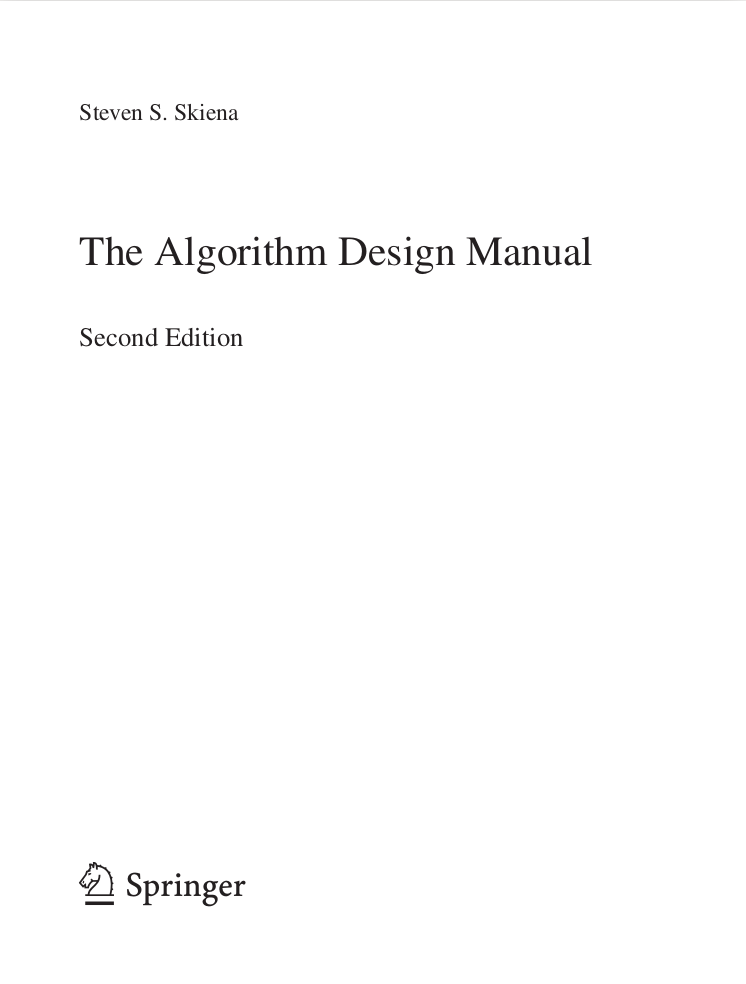 Steven S. Skiena
The Algorithm Design Manual
Second Edition
Springer